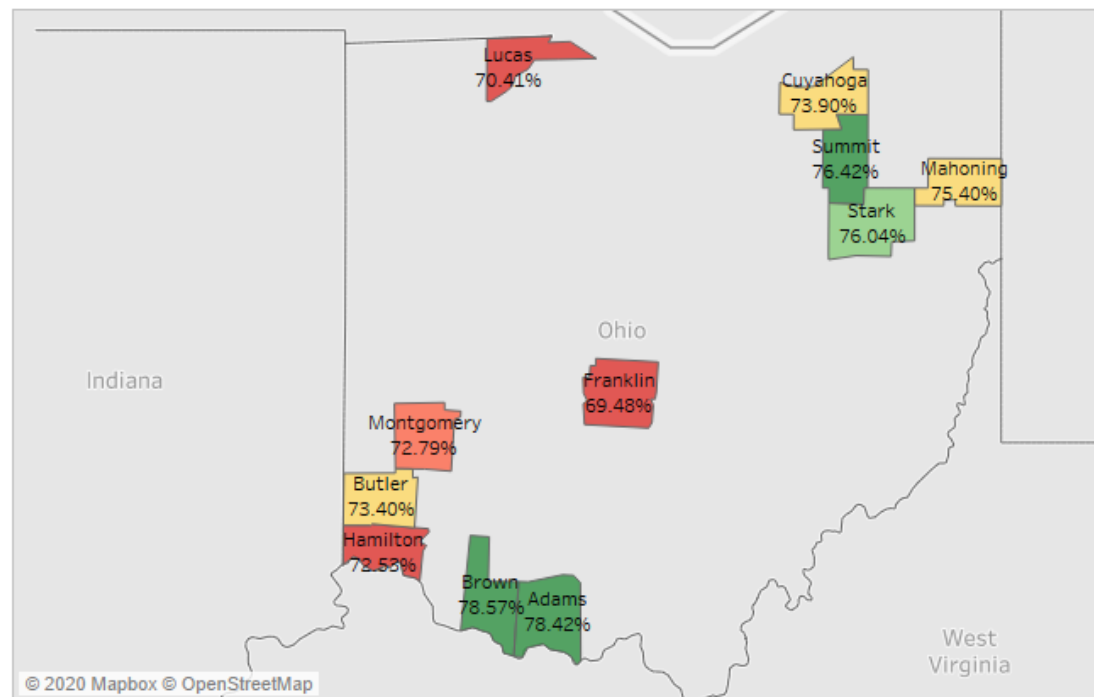 Lucas
70.41%
Cuyahoga
73.90%
Summit
76.42%
Mahoning
75.40%
Stark
76.04%
Ohio
Indiana
Franklin
69.48%
Montgomery
72.79%
Butler
73.40%
Hamilton
72.53%
Brown
78.57%
Adams
78.42%
West
Virginia
© 2020 Mapbox © OpenStreetMap